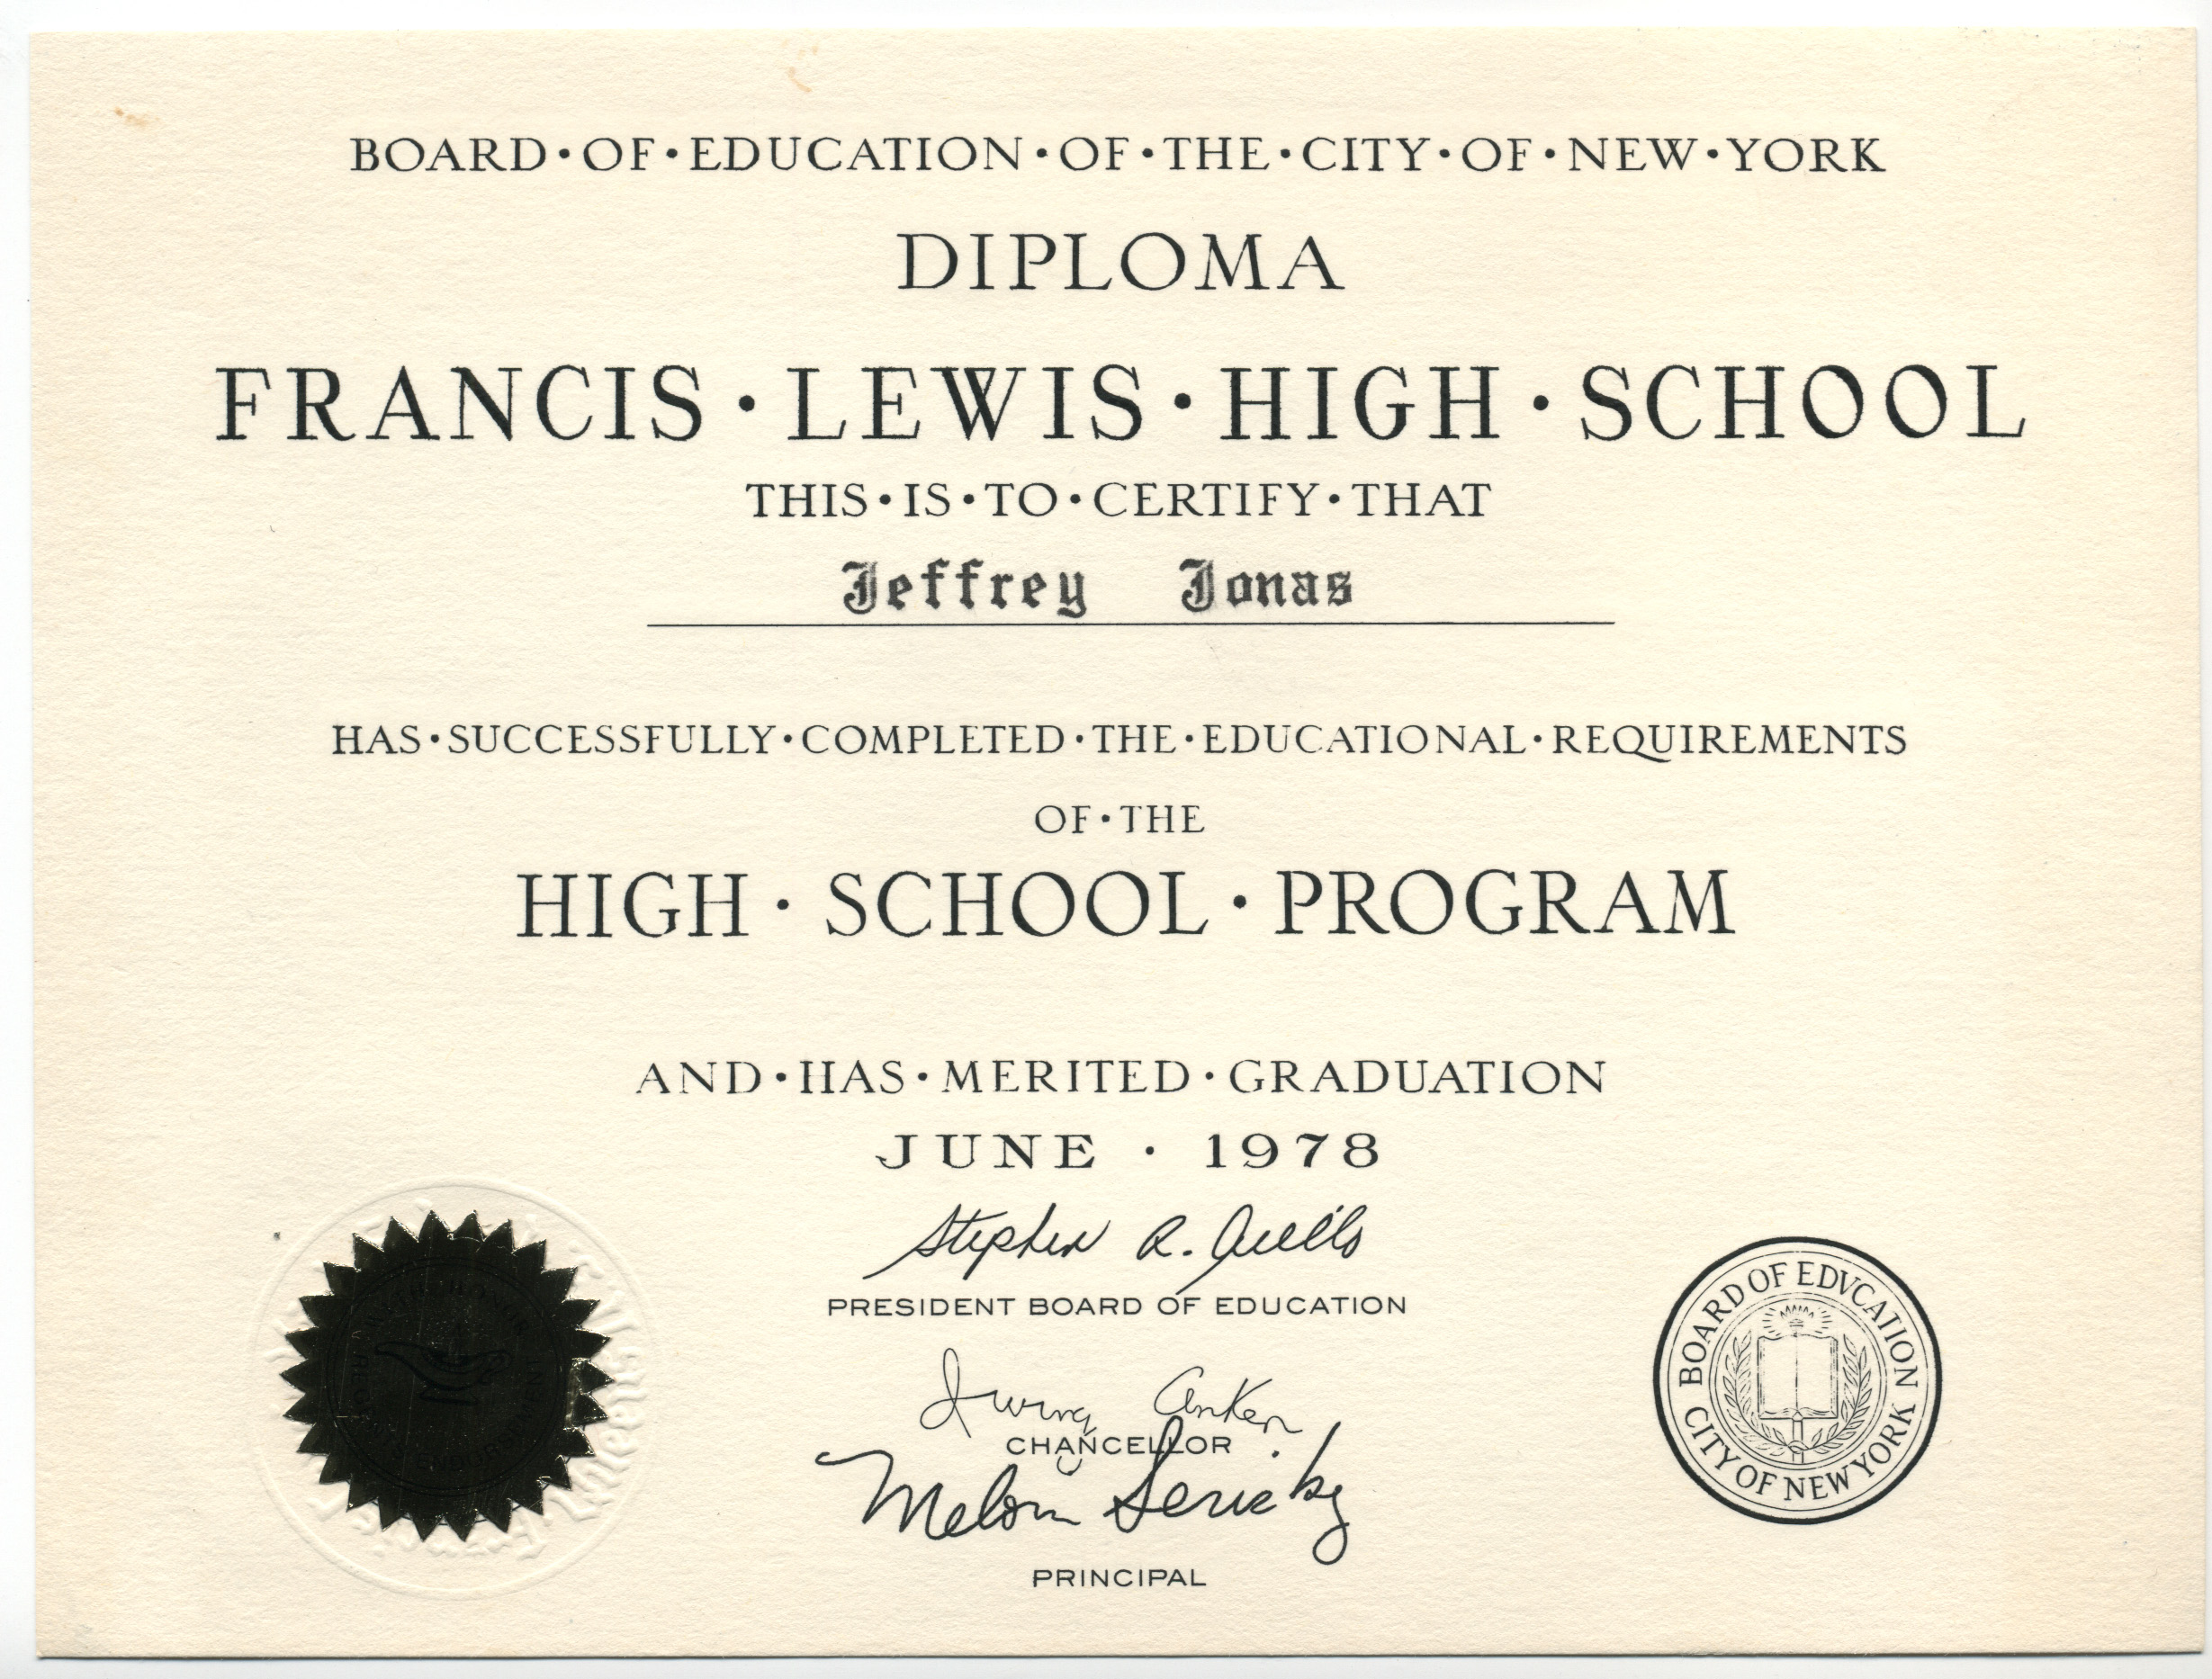 BOARD·OF·EDUCATION·OF·THE·CITY·OF·NEW·YORK
DIPLOMA
FRANCIS·LEWIS·HIGH·SCHOOL
THIS·IS·TO·CERTIFY·THAT
Jeffrey Jonas
HAS·SUCCESSFULLY·COMPLETED·THE·EDUCATIONAL·REQUIREMENTS
OF·THE
HIGH·SCHOOL·PROGRAM
AND·HAS·MERITED·GRADUATION
JUNE·1978
Stephen R. Aiello
PRESIDENT BOARD OF EDUCATION
Irving Anker
CHANCELLOR
Melvin Serisky
PRINCIPAL
BOARD OF EDVCATION
CITY OF NEW YORK